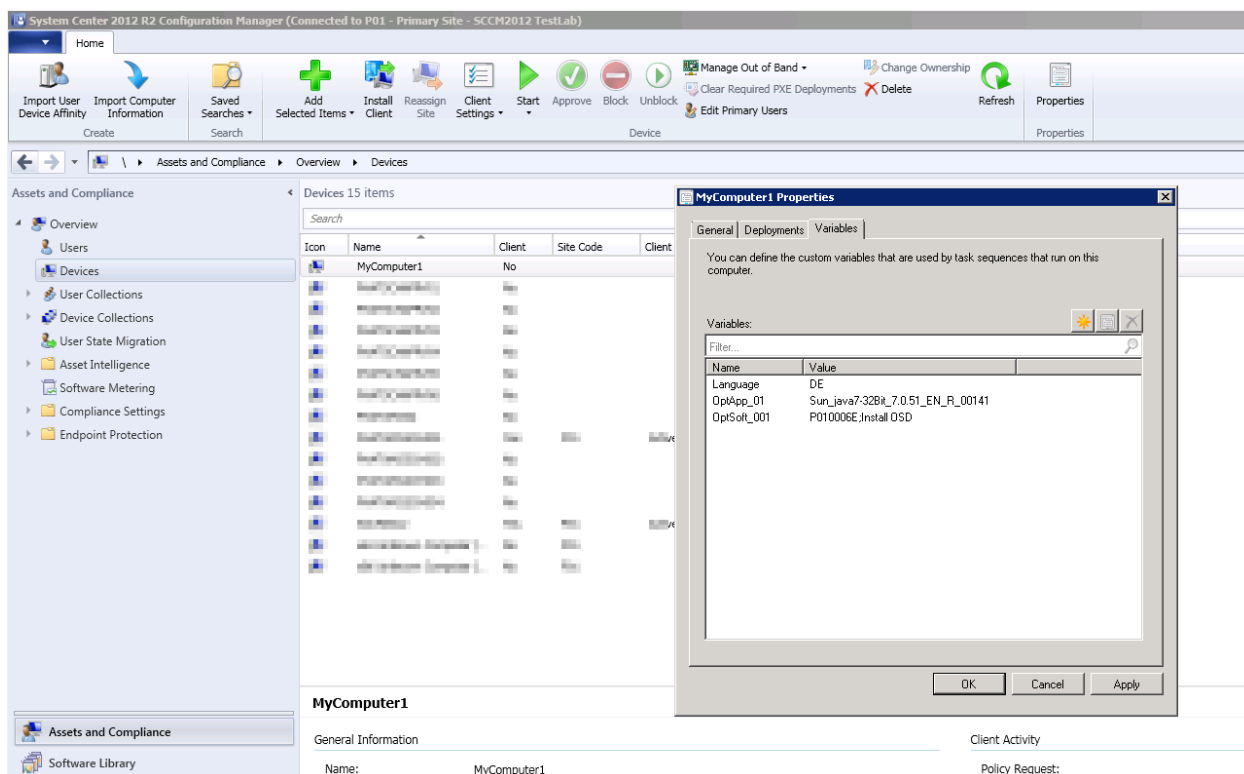 System Center 2012 R2 Configuration Manager (Connected to P01 - Primary Site - SCCM2012 TestLab)
Home
Import User Device Affinity
Import Computer Information
Saved Searches
Add Selected Items
Install Client
Reassign Site
Client Settings
Start
Approve
Block
Unblock
Manage Out of Band
Clear Required PXE Deployments
Edit Primary Users
Change Ownership
Delete
Refresh
Properties
Create
Search
Device
Properties
\ Assets and Compliance Overview Devices
Assets and Compliance
Overview
Users
Devices
User Collections
Device Collections
User State Migration
Asset Intelligence
Software Metering
Compliance Settings
Endpoint Protection
Assets and Compliance
Software Library
Devices 15 items
Search
Icon Name Client Site Code Client
MyComputer1 No
MyComputer1 Properties
General Deployments Variables
You can define the custom variables that are used by task sequences that run on this
computer.
Variables:
Filter...
Name Value
Language DE
OptApp_01 Sun_java7-32Bit_7.0.51_EN_R_00141
OptSoft_001 P010006E;Install OSD
OK Cancel Apply
MyComputer1
General Information
Name: MyComputer1
Client Activity
Policy Request: